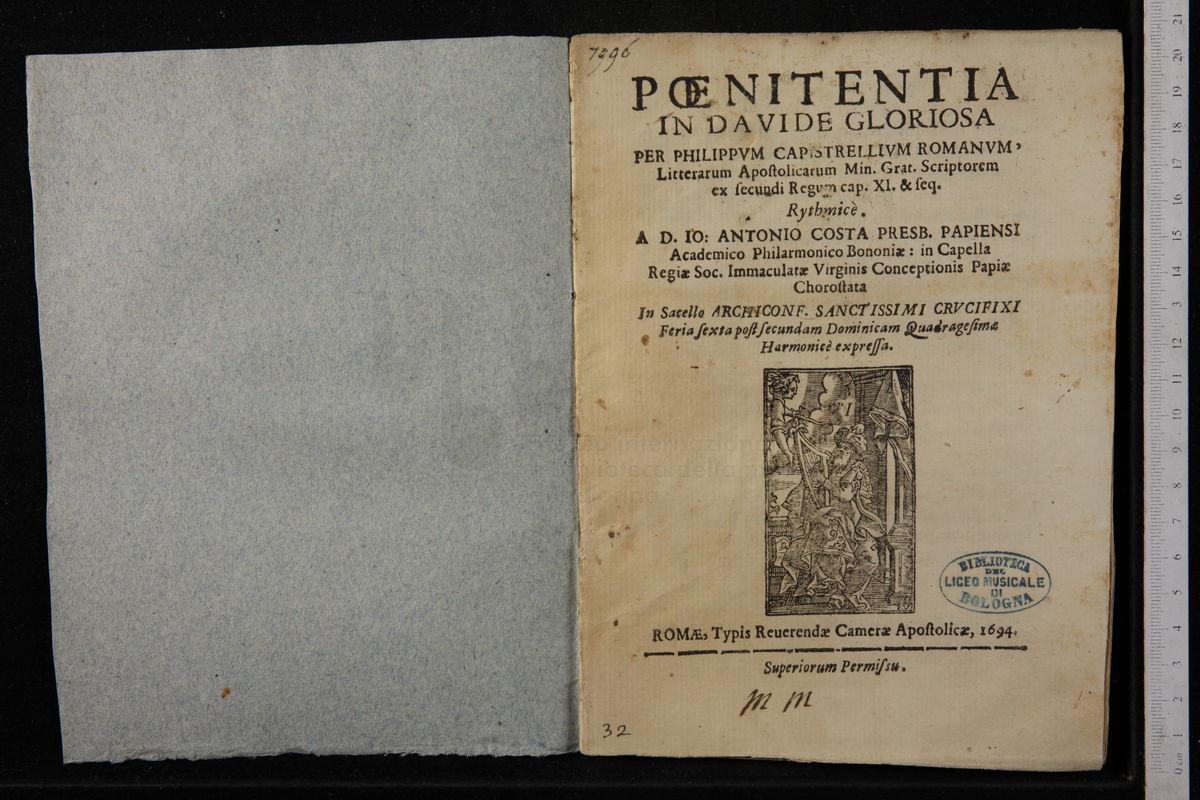 7396
PŒNITENTIA
IN DAVIDE GLORIOSA
PER PHILIPPVM CAPISTRELLIVM ROMANVM,
Litterarum Apoſtolicarum Min. Grat. Scriptorem
ex ſecundi Regum cap. XI. & ſeq.
Rythmicè.
A D. IO: ANTONIO COSTA PRESB. PAPIENSI
Academico Philarmonico Bononiæ: in Capella
Regiæ Soc. Immaculatæ Virginis Conceptionis Papiæ
Choroſtata
In Sacello ARCHICONF. SANCTISSIMI CRVCIFIXI
Feria ſexta poſt ſecundam Dominicam Quadrageſimæ
Harmonicè expreſſa.
BIBLIOTECA
DEL
LICEO MUSICALE
DI
BOLOGNA
ROMÆ, Typis Reuerendæ Cameræ Apoſtolicæ, 1694.
Superiorum Permiſsu.
M M
32